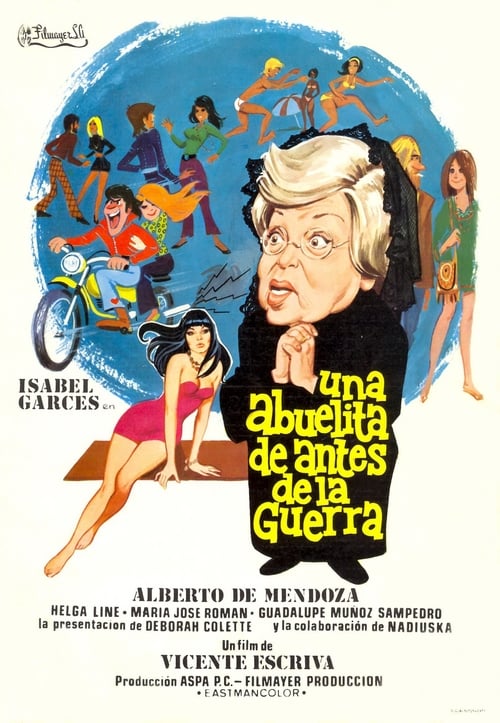 Filmayer S.A.
ISABEL
GARCES en
una
abuelita
de antes
de la
Guerra
ALBERTO DE MENDOZA
HELGA LINE • MARIA JOSE ROMAN • GUADALUPE MUÑOZ SAMPEDRO
la presentacion de DEBORAH COLETTE y la colaboración de NADIUSKA
Un film de
VICENTE ESCRIVA
Producción ASPA P.C. - FILMAYER PRODUCCION
• EASTMANCOLOR •